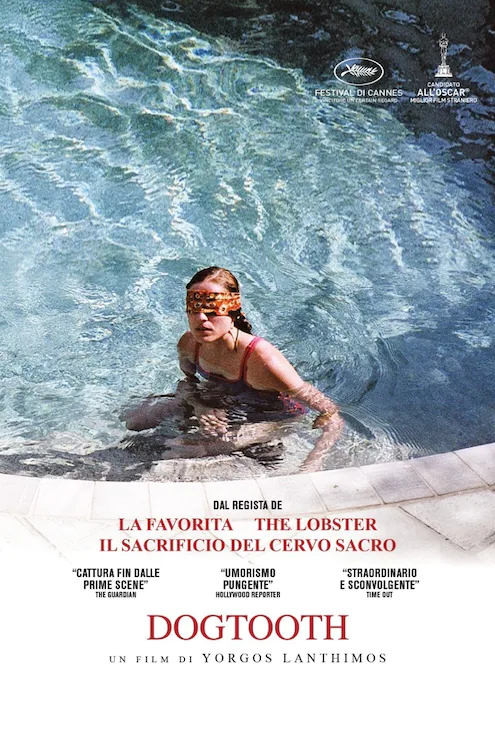 FESTIVAL DI CANNES
VINCITORE UN CERTAIN REGARD
CANDIDATO
ALL'OSCAR®
MIGLIOR FILM STRANIERO
DAL REGISTA DE
LA FAVORITA THE LOBSTER
IL SACRIFICIO DEL CERVO SACRO
"CATTURA FIN DALLE
PRIME SCENE"
THE GUARDIAN
"UMORISMO
PUNGENTE"
HOLLYWOOD REPORTER
"STRAORDINARIO
E SCONVOLGENTE"
TIME OUT
DOGTOOTH
UN FILM DI YORGOS LANTHIMOS